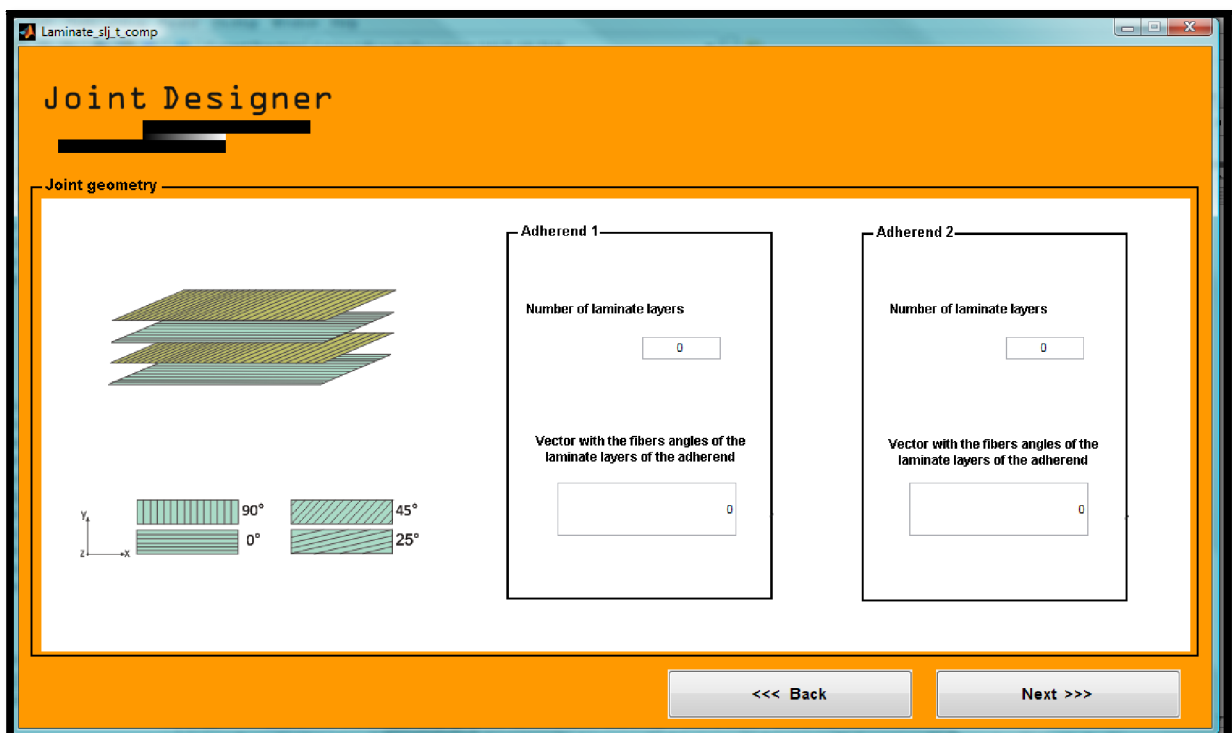 Laminate_slj_t_comp
Joint Designer
Joint geometry
Adherend 1
Number of laminate layers
0
Vector with the fibers angles of the
laminate layers of the adherend
0
Adherend 2
Number of laminate layers
0
Vector with the fibers angles of the
laminate layers of the adherend
0
Y
z
x
90°
45°
0°
25°
<<< Back
Next >>>